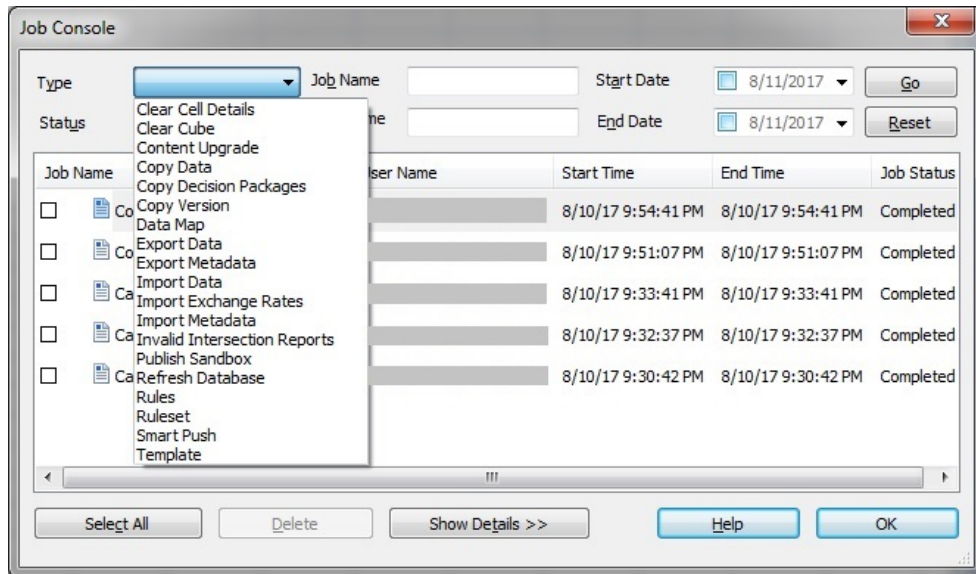 Job Console
Type Job Name Start Date 8/11/2017 Go
Status End Date 8/11/2017 Reset
Clear Cell Details
Clear Cube
Content Upgrade
Copy Data
Copy Decision Packages
Copy Version
Data Map
Export Data
Export Metadata
Import Data
Import Exchange Rates
Import Metadata
Invalid Intersection Reports
Publish Sandbox
Refresh Database
Rules
Ruleset
Smart Push
Template
Job Name User Name Start Time End Time Job Status
Co 8/10/17 9:54:41 PM 8/10/17 9:54:41 PM Completed
Co 8/10/17 9:51:07 PM 8/10/17 9:51:07 PM Completed
Ca 8/10/17 9:33:41 PM 8/10/17 9:33:41 PM Completed
Ca 8/10/17 9:32:37 PM 8/10/17 9:32:37 PM Completed
Ca 8/10/17 9:30:42 PM 8/10/17 9:30:42 PM Completed
Select All Delete Show Details >> Help OK